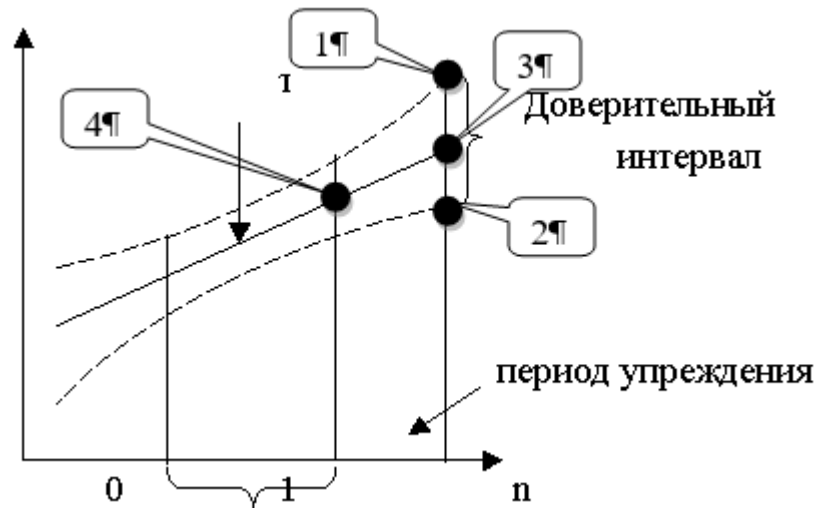 1¶
3¶
4¶
Доверительный
интервал
2¶
период упреждения
0
1
n